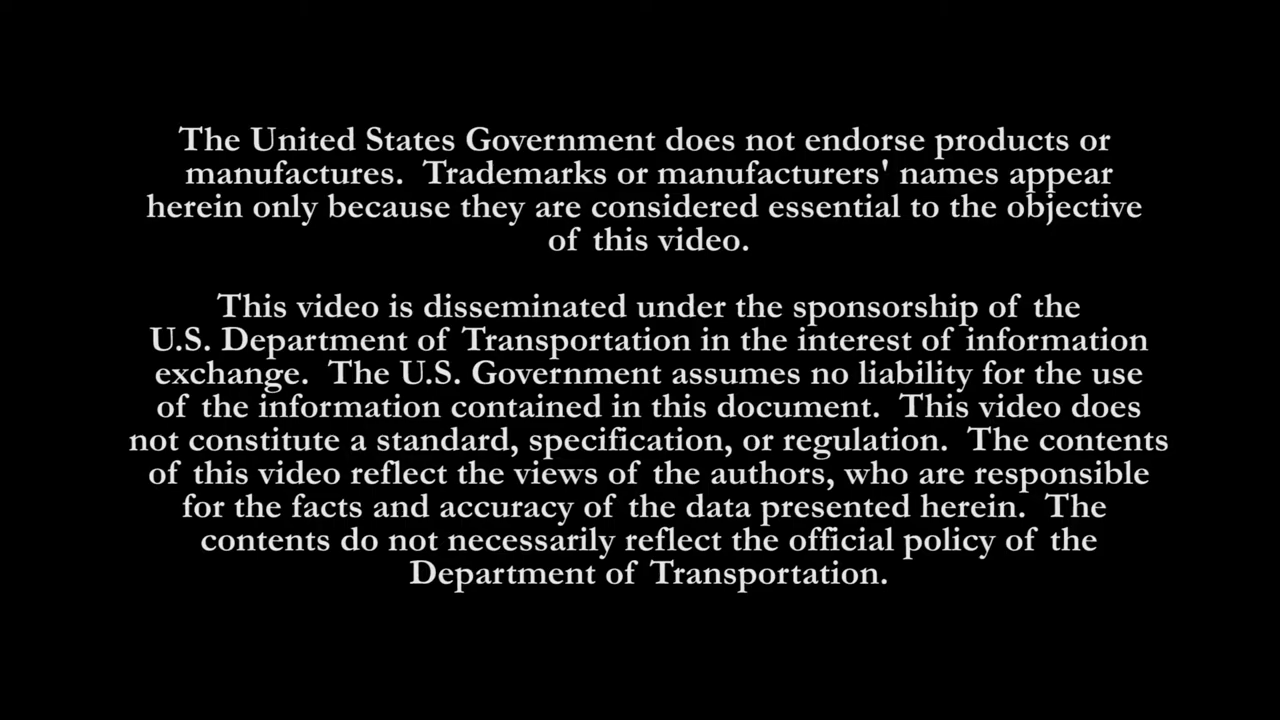 The United States Government does not endorse products or
manufactures.  Trademarks or manufacturers' names appear
herein only because they are considered essential to the objective
of this video.
This video is disseminated under the sponsorship of the
U.S. Department of Transportation in the interest of information
exchange.  The U.S. Government assumes no liability for the use
of the information contained in this document.  This video does
not constitute a standard, specification, or regulation.  The contents
of this video reflect the views of the authors, who are responsible
for the facts and accuracy of the data presented herein.  The
contents do not necessarily reflect the official policy of the
Department of Transportation.